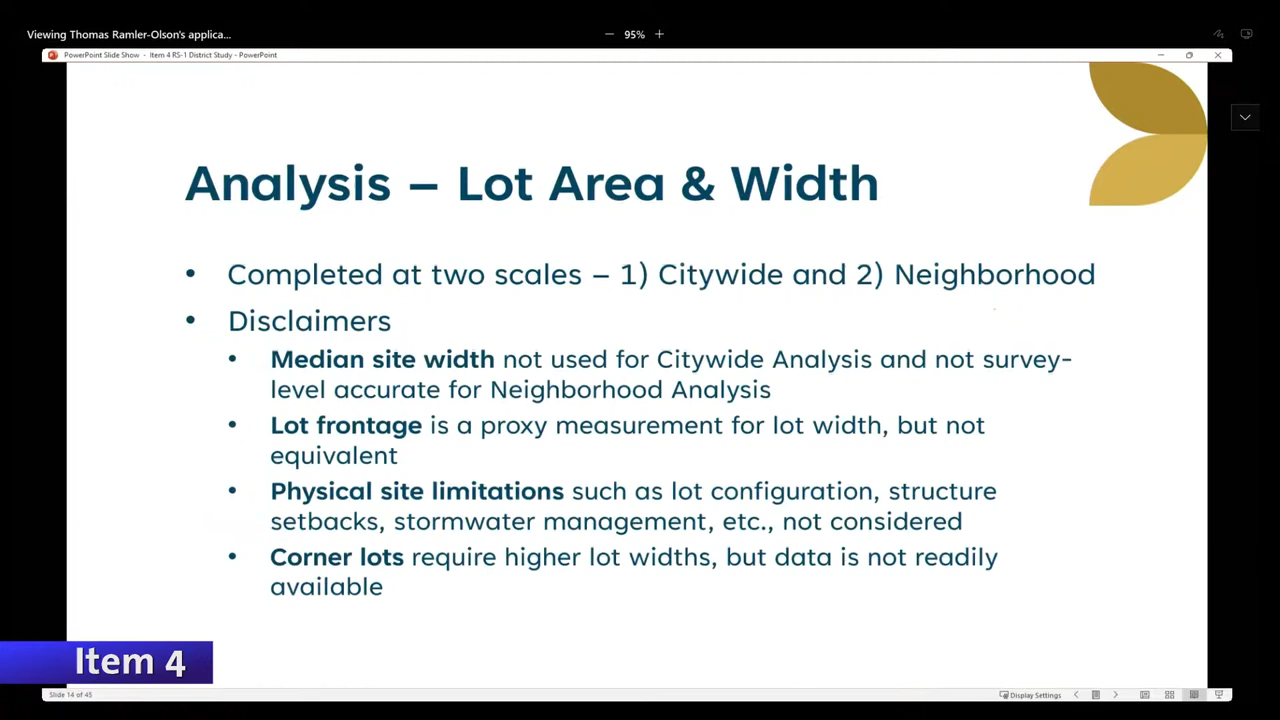 Viewing Thomas Ramler-Olson's applica...
95%
PowerPoint Slide Show - Item 4 RS-1 District Study - PowerPoint
Analysis – Lot Area & Width
• Completed at two scales – 1) Citywide and 2) Neighborhood
• Disclaimers
• Median site width not used for Citywide Analysis and not survey-
level accurate for Neighborhood Analysis
• Lot frontage is a proxy measurement for lot width, but not
equivalent
• Physical site limitations such as lot configuration, structure
setbacks, stormwater management, etc., not considered
• Corner lots require higher lot widths, but data is not readily
available
Item 4
Slide 14 of 45
Display Settings